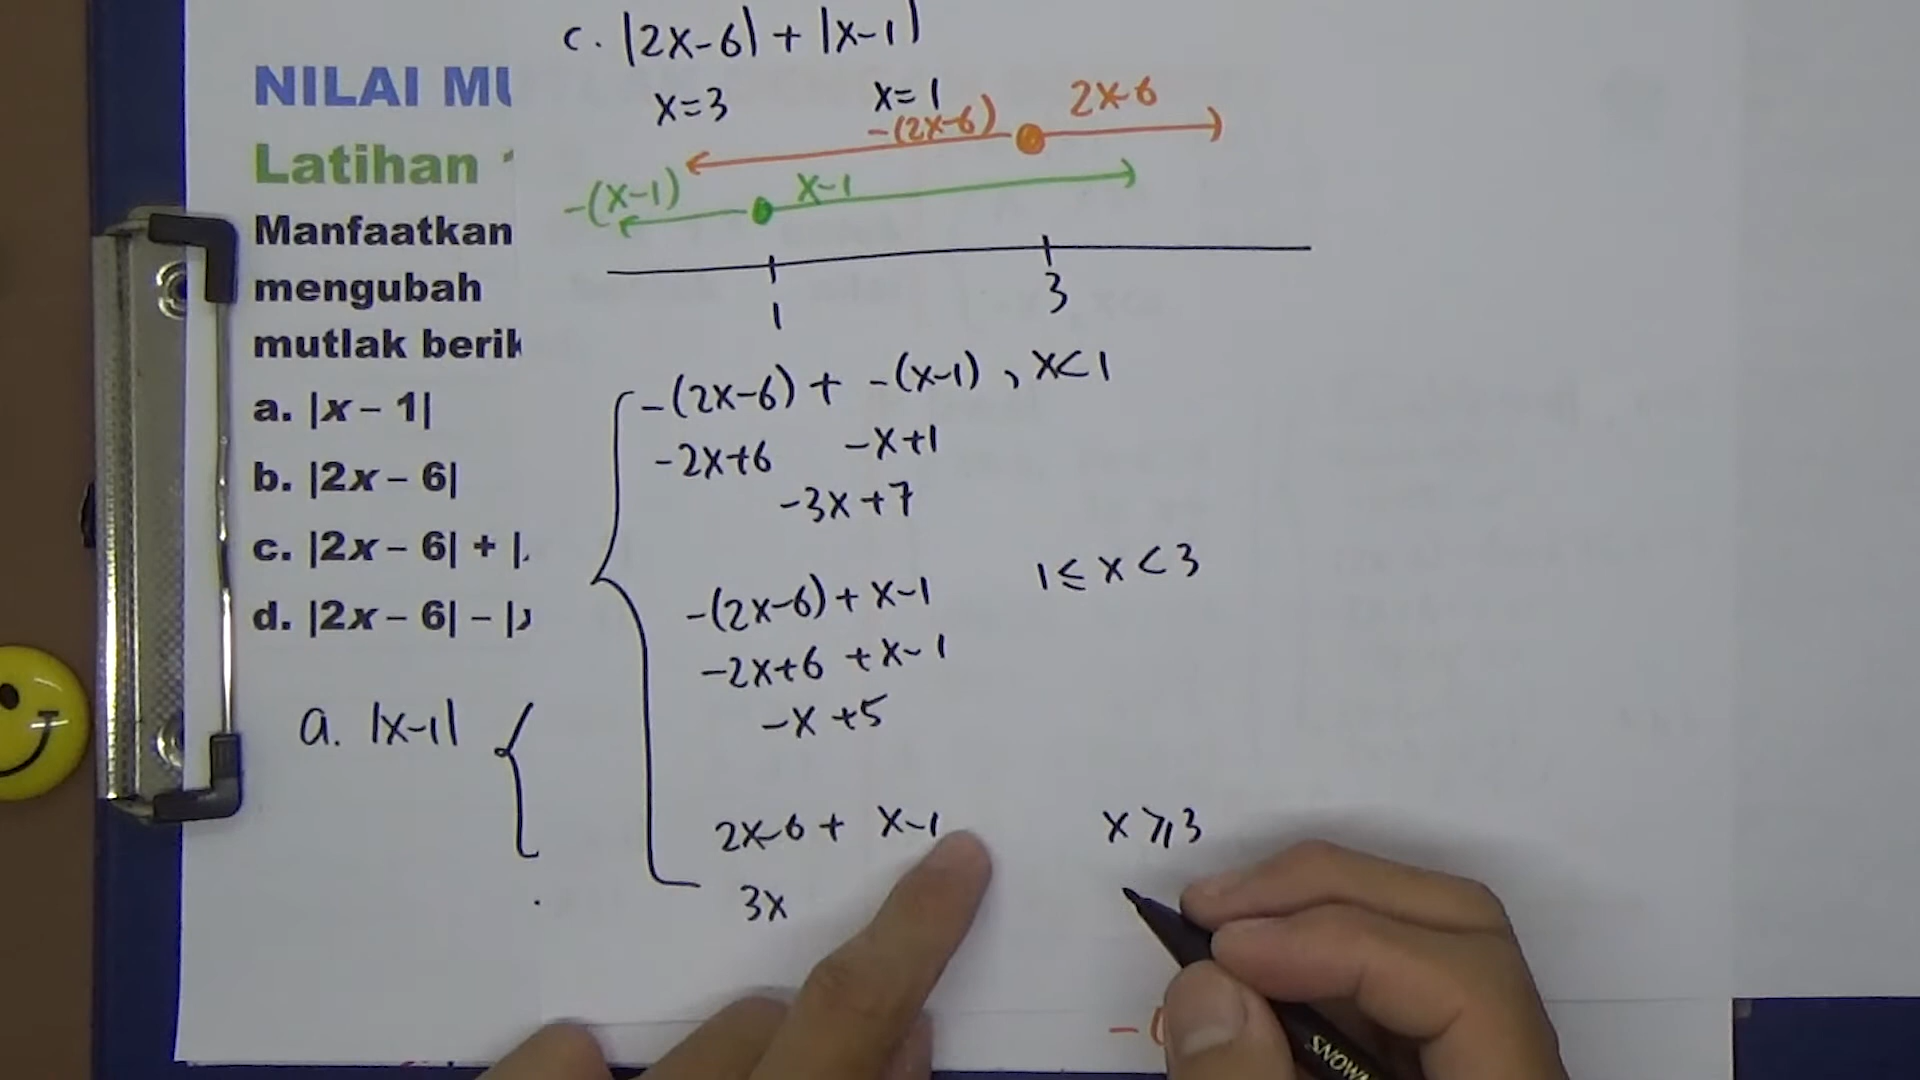 c. |2x-6| + |x-1|
x=3 x=1
-(2x-6) 2x-6
-(x-1) x-1
1 3
NILAI MU
Latihan 1
Manfaatkan
mengubah
mutlak berik
a. |x – 1|
b. |2x – 6|
c. |2x – 6| + |
d. |2x – 6| – |x
a. |x-1| {
-(2x-6) + -(x-1) , x<1
-2x+6 -x+1
-3x+7
-(2x-6) + x-1 1 ≤ x < 3
-2x+6 +x-1
-x+5
2x-6 + x-1 x ≥ 3
3x
-(
SNOWMAN